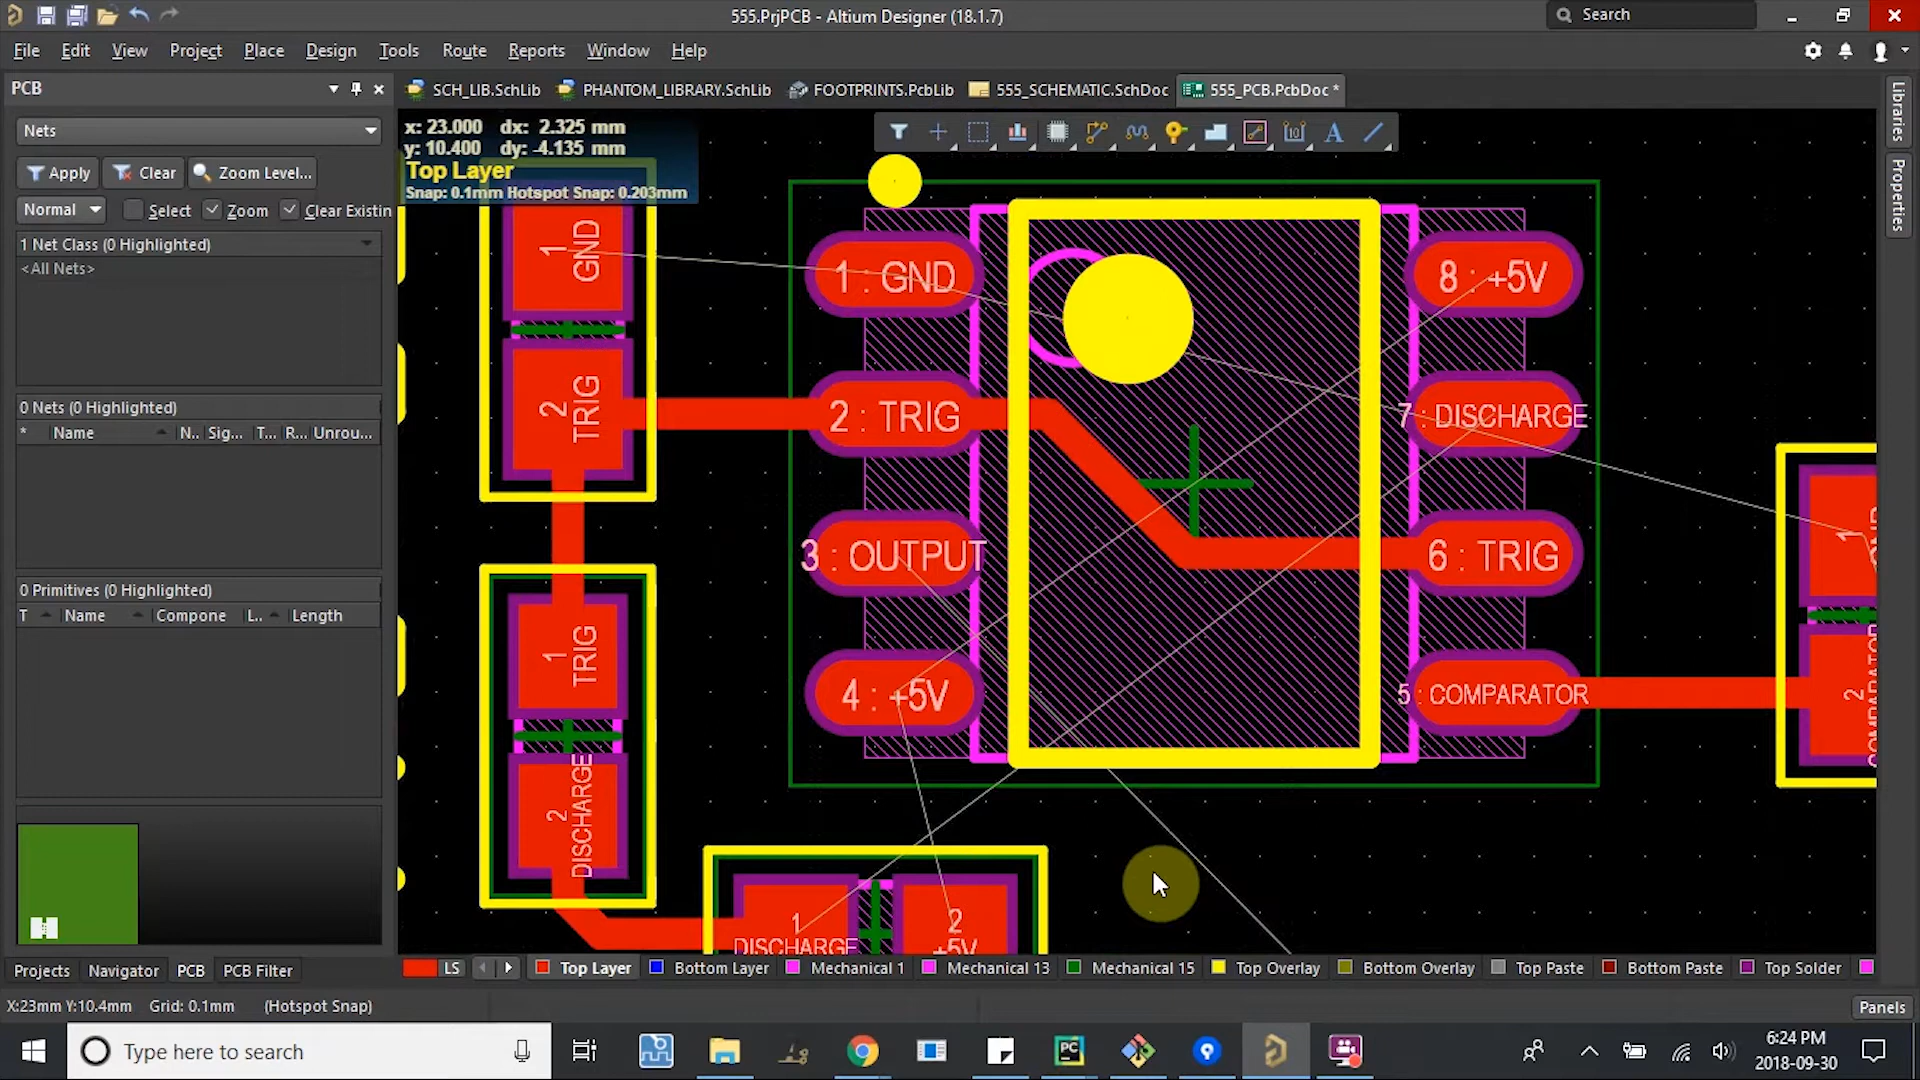 555.PrjPCB - Altium Designer (18.1.7)
Search
File Edit View Project Place Design Tools Route Reports Window Help
PCB
SCH_LIB.SchLib PHANTOM_LIBRARY.SchLib FOOTPRINTS.PcbLib 555_SCHEMATIC.SchDoc 555_PCB.PcbDoc *
Libraries
Properties
Nets
Apply Clear Zoom Level...
Normal Select Zoom Clear Existin
1 Net Class (0 Highlighted)
<All Nets>
0 Nets (0 Highlighted)
* Name N.. Sig... T... R... Unrou...
0 Primitives (0 Highlighted)
T Name Compone L.. Length
x: 23.000 dx: 2.325 mm
y: 10.400 dy: -4.135 mm
Top Layer
Snap: 0.1mm Hotspot Snap: 0.203mm
1
GND
2
TRIG
1
TRIG
2
DISCHARGE
1 : GND
2 : TRIG
3 : OUTPUT
4 : +5V
8 : +5V
7 : DISCHARGE
6 : TRIG
5 : COMPARATOR
1
GND
2
COMPARATOR
1
DISCHARGE
2
+5V
Projects Navigator PCB PCB Filter
LS Top Layer Bottom Layer Mechanical 1 Mechanical 13 Mechanical 15 Top Overlay Bottom Overlay Top Paste Bottom Paste Top Solder
X:23mm Y:10.4mm Grid: 0.1mm (Hotspot Snap)
Panels
Type here to search
PC
6:24 PM
2018-09-30